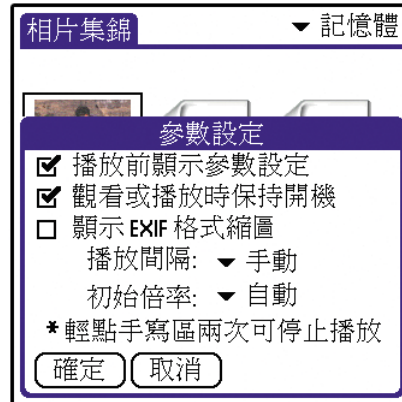 相片集錦
記憶體
參數設定
播放前顯示參數設定
觀看或播放時保持開機
顯示 EXIF 格式縮圖
播放間隔: 手動
初始倍率: 自動
*輕點手寫區兩次可停止播放
確定 取消